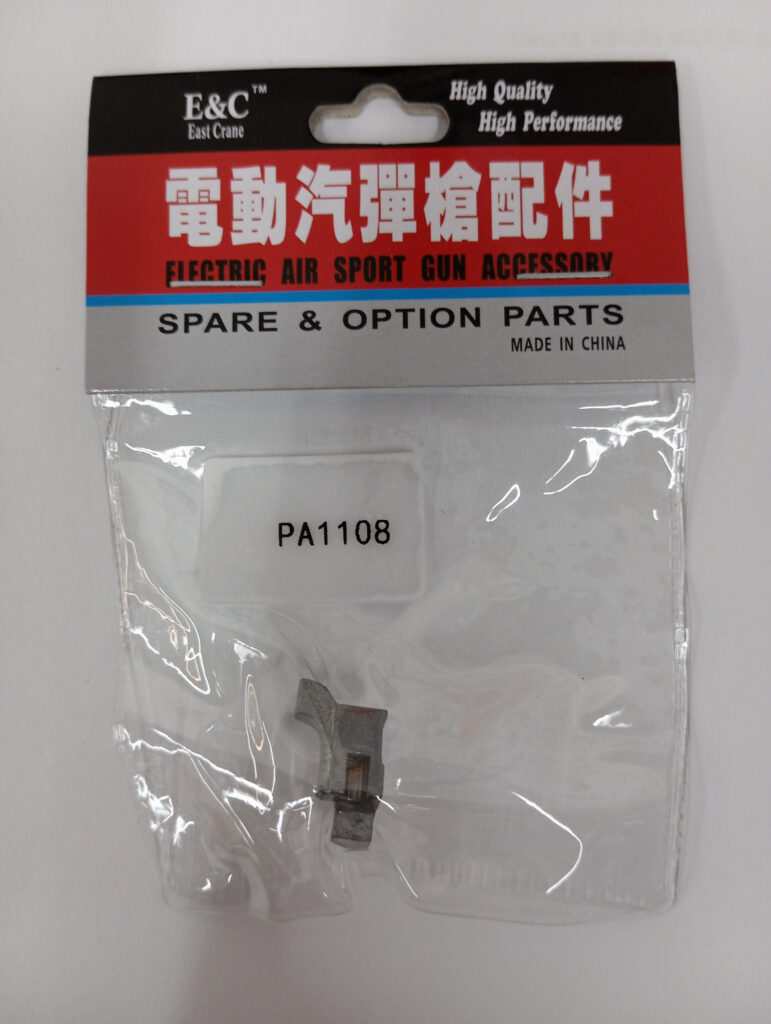 E&C™
East Crane
High Quality
High Performance
電動汽彈槍配件
ELECTRIC AIR SPORT GUN ACCESSORY
SPARE & OPTION PARTS
MADE IN CHINA
PA1108